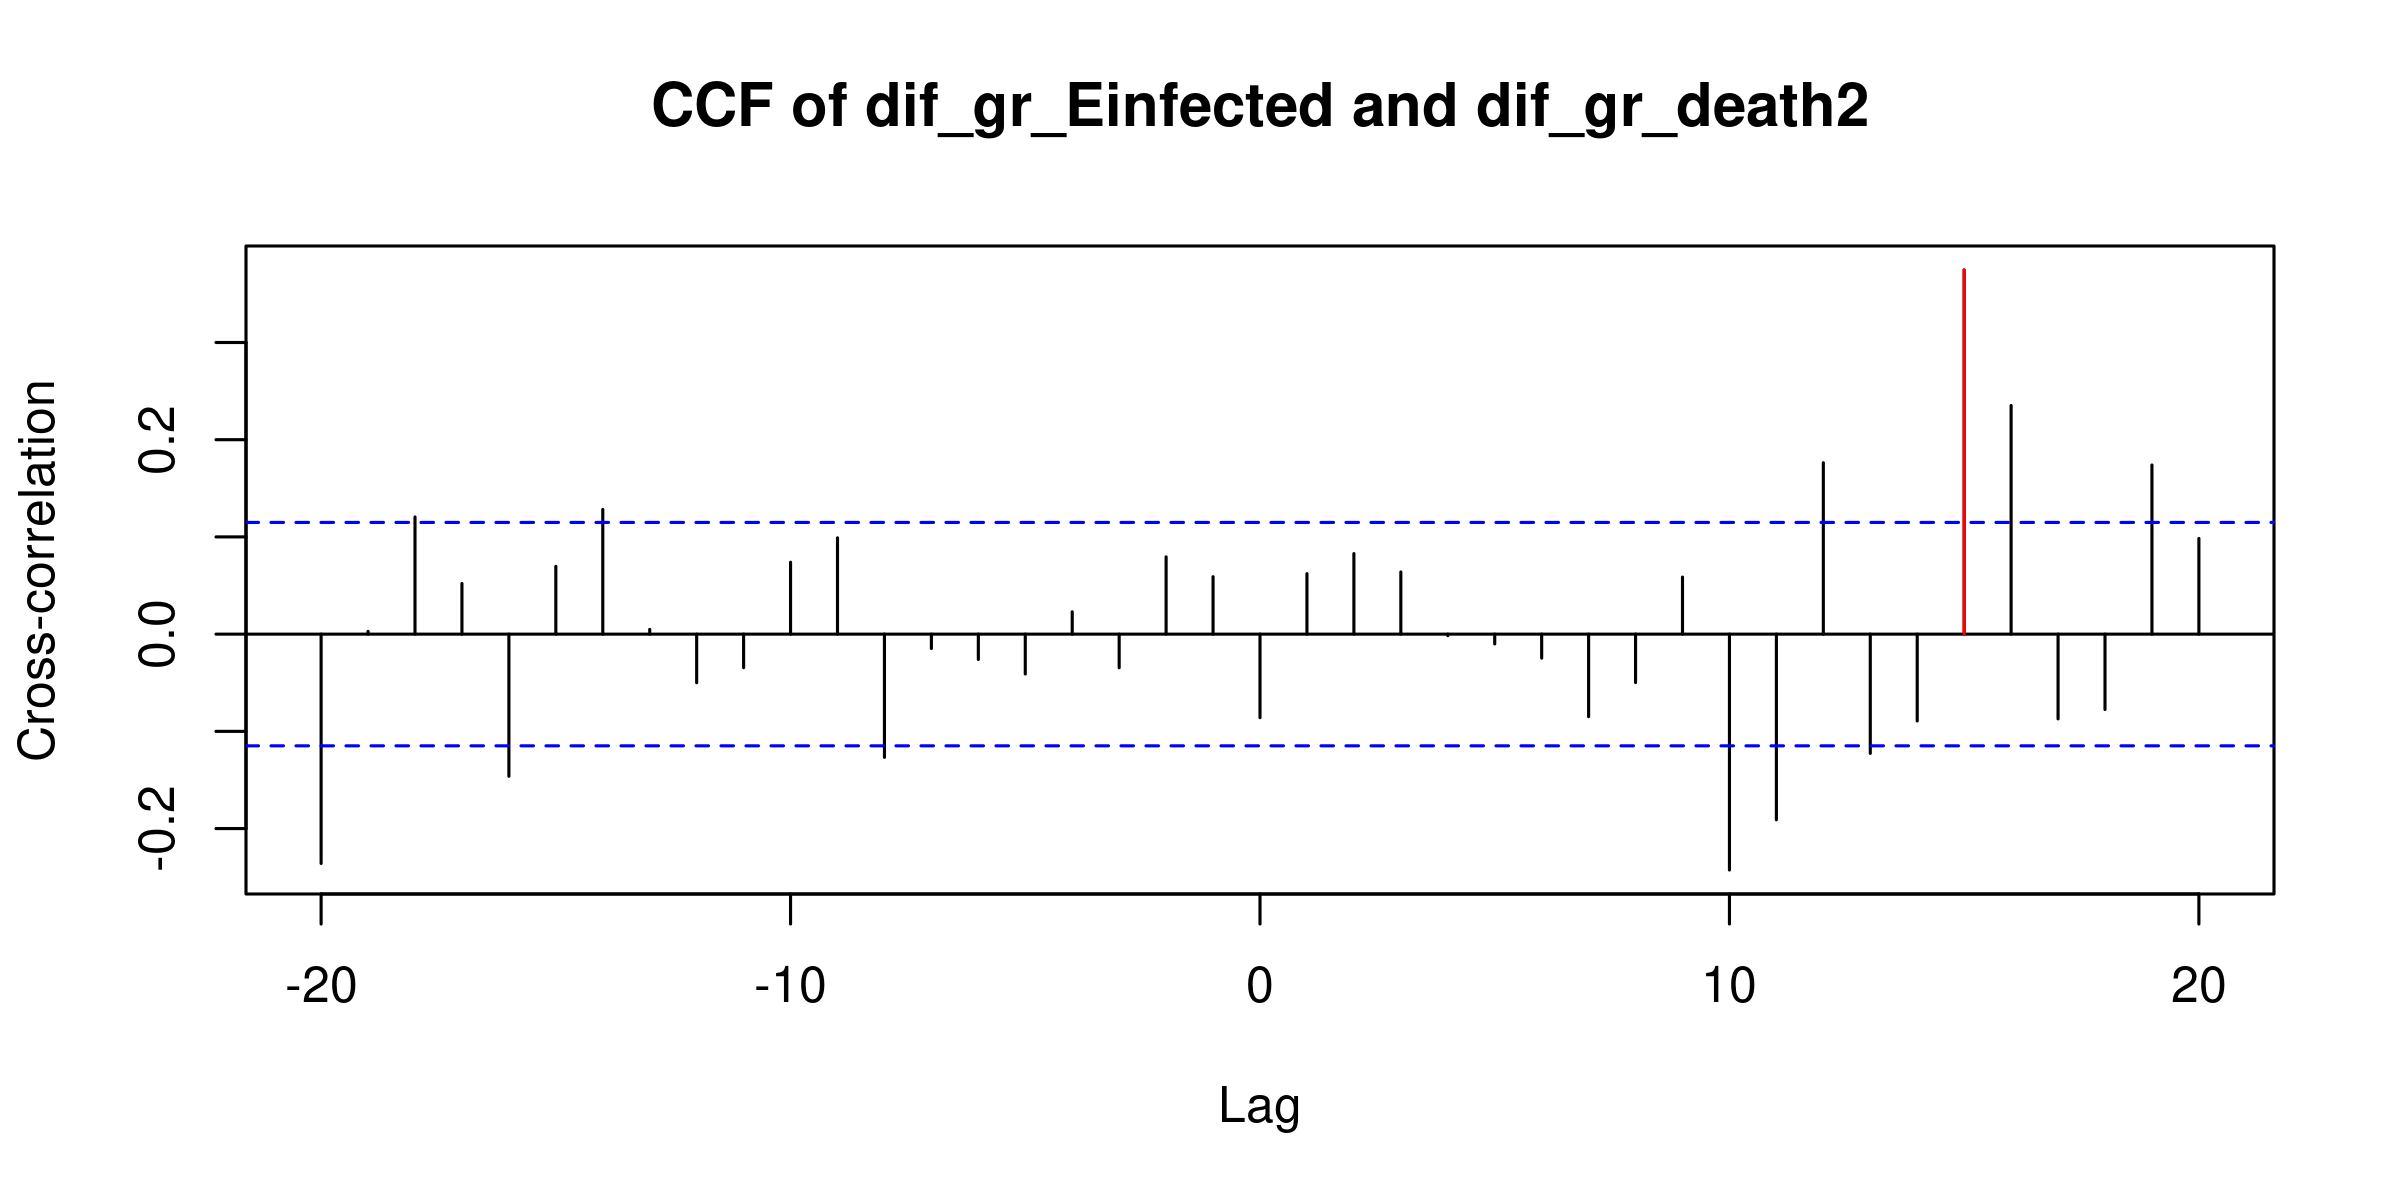 CCF of dif_gr_Einfected and dif_gr_death2
Cross-correlation
0.2
0.0
-0.2
-20 -10 0 10 20
Lag